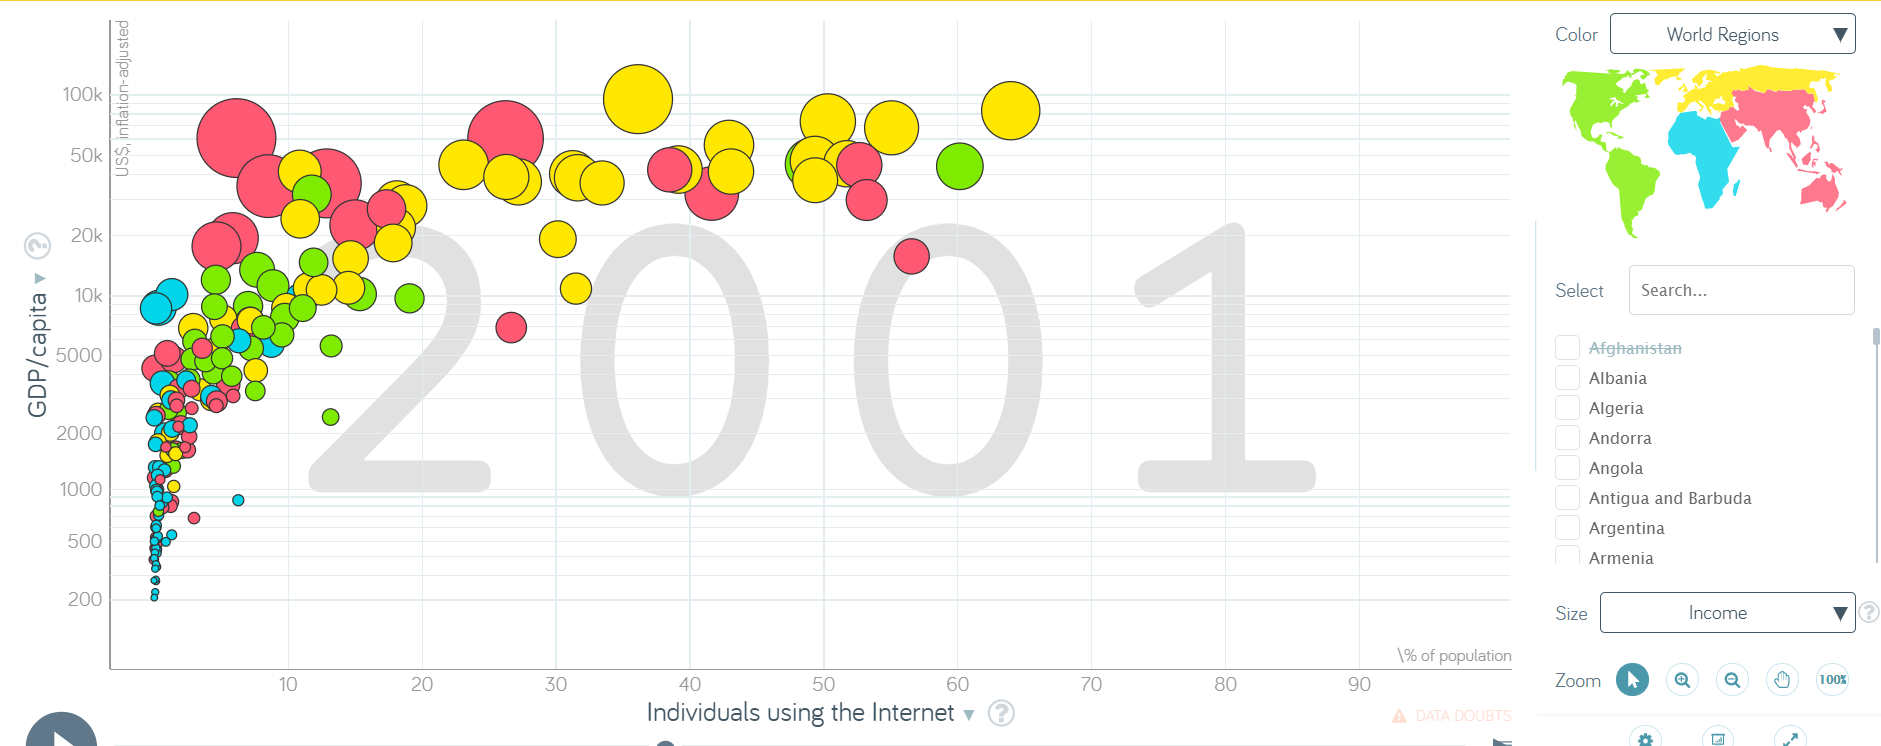 US$, inflation-adjusted
GDP/capita ▼ ?
100k
50k
20k
10k
5000
2000
1000
500
200
2001
10 20 30 40 50 60 70 80 90
\% of population
Individuals using the Internet ▼ ?
DATA DOUBTS
Color World Regions ▼
Select Search...
Afghanistan
Albania
Algeria
Andorra
Angola
Antigua and Barbuda
Argentina
Armenia
Size Income ▼ ?
Zoom 100%